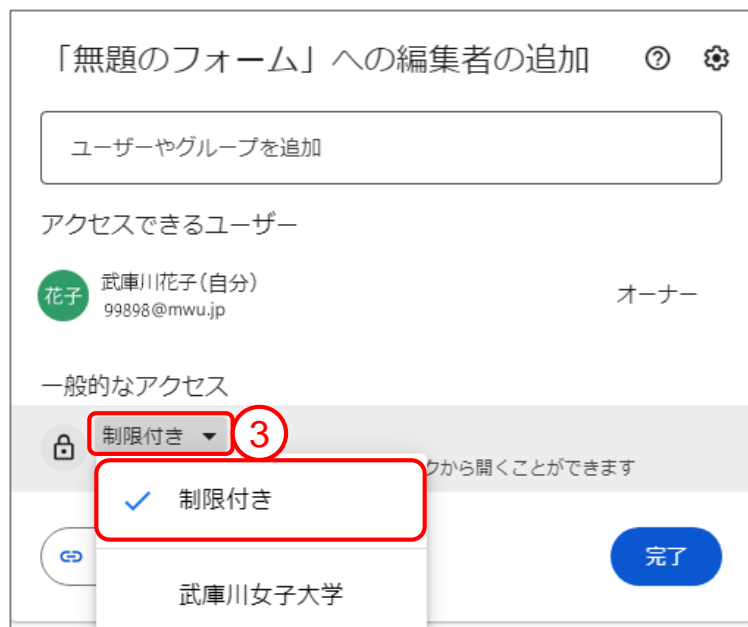 「無題のフォーム」への編集者の追加
ユーザーやグループを追加
アクセスできるユーザー
花子
武庫川花子(自分)
99898@mwu.jp
オーナー
一般的なアクセス
制限付き
③
クから開くことができます
制限付き
完了
武庫川女子大学